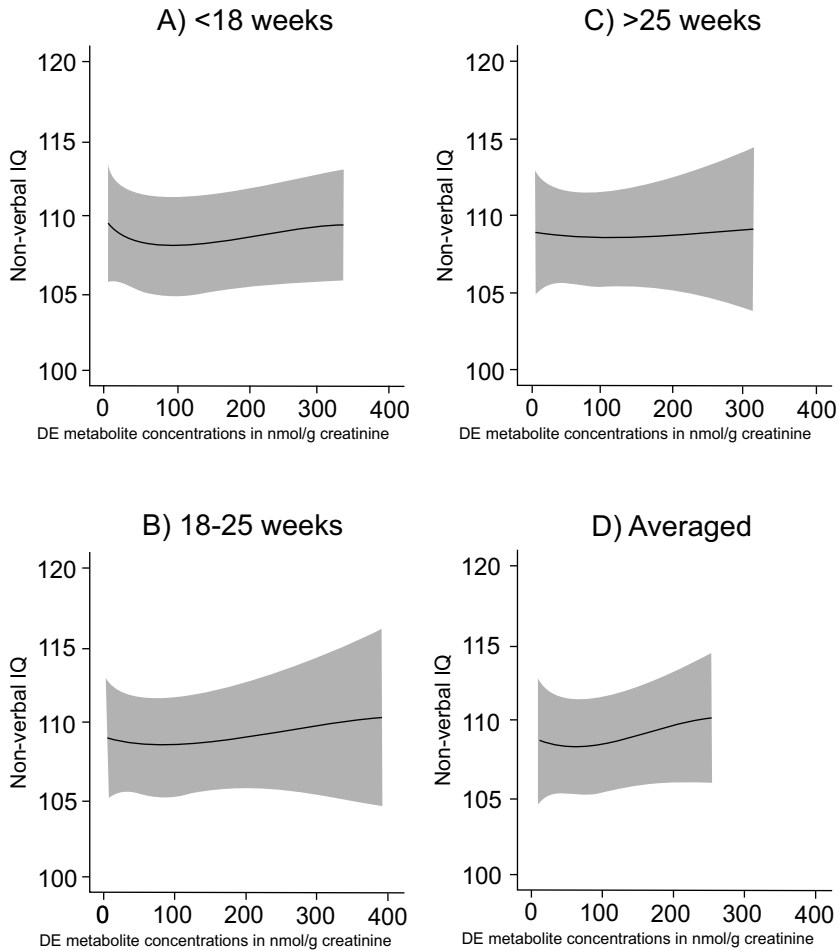 A) <18 weeks
120
115
110
105
100
Non-verbal IQ
0 100 200 300 400
DE metabolite concentrations in nmol/g creatinine
C) >25 weeks
120
115
110
105
100
Non-verbal IQ
0 100 200 300 400
DE metabolite concentrations in nmol/g creatinine
B) 18-25 weeks
120
115
110
105
100
Non-verbal IQ
0 100 200 300 400
DE metabolite concentrations in nmol/g creatinine
D) Averaged
120
115
110
105
100
Non-verbal IQ
0 100 200 300 400
DE metabolite concentrations in nmol/g creatinine